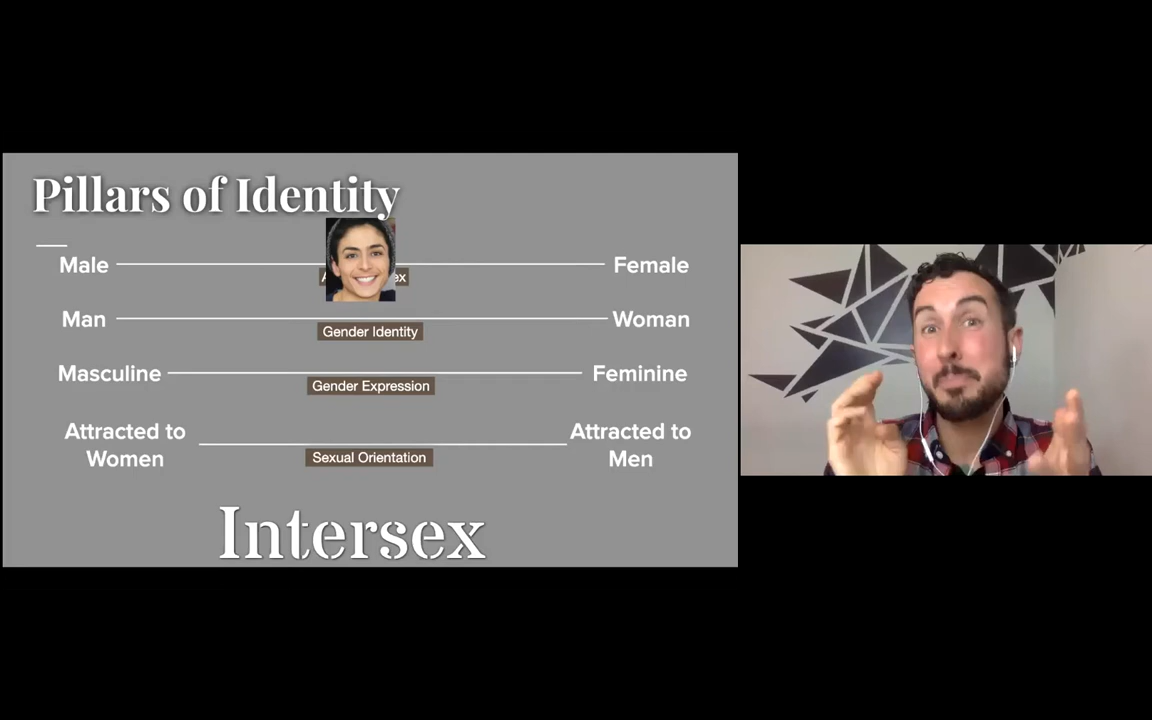 Pillars of Identity
Male Female
Man Woman
Gender Identity
Masculine Feminine
Gender Expression
Attracted to Women Attracted to Men
Sexual Orientation
Intersex